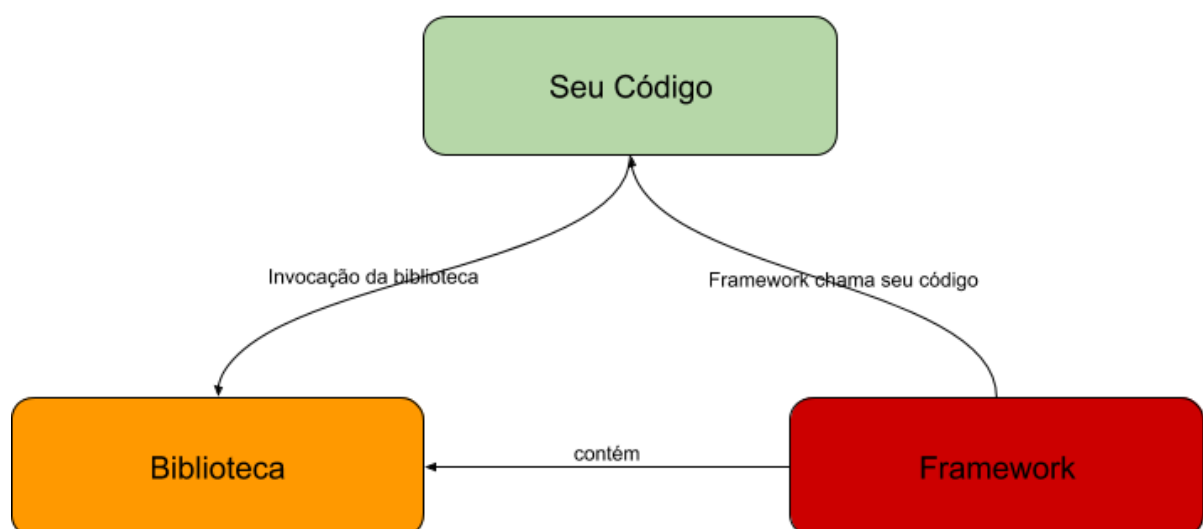 Seu Código
Invocação da biblioteca
Framework chama seu código
Biblioteca
contém
Framework